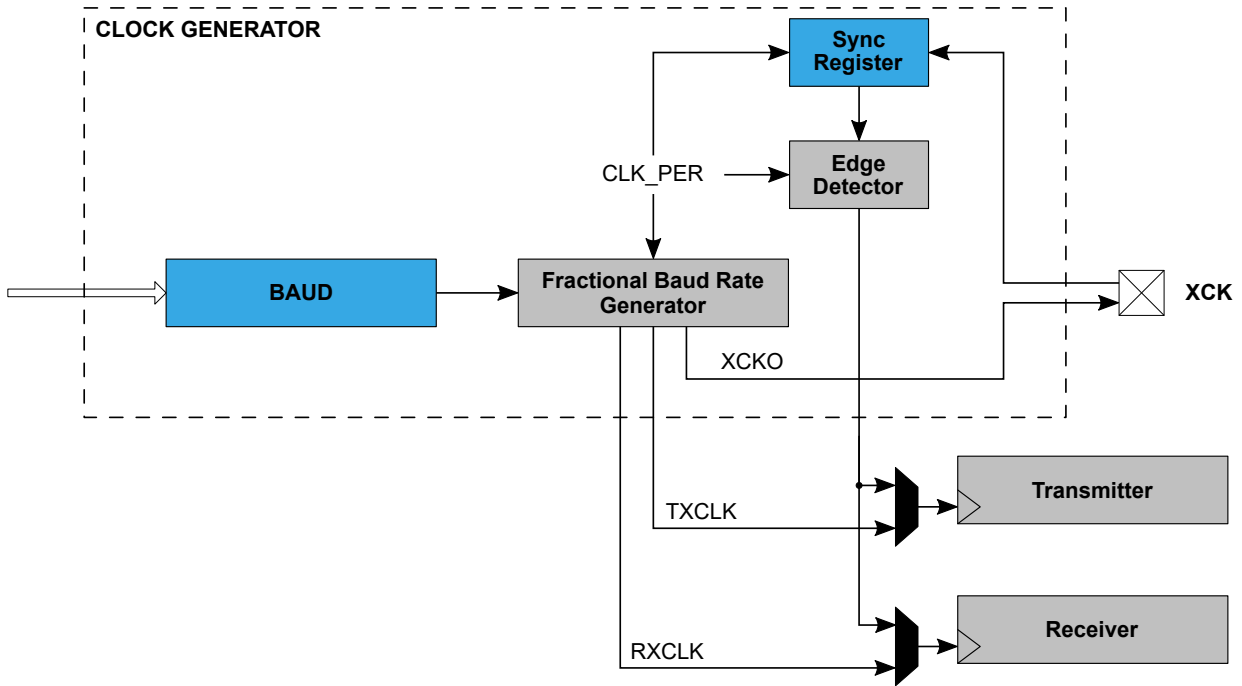 CLOCK GENERATOR
Sync
Register
CLK_PER
Edge
Detector
BAUD
Fractional Baud Rate
Generator
XCK
XCKO
Transmitter
TXCLK
Receiver
RXCLK